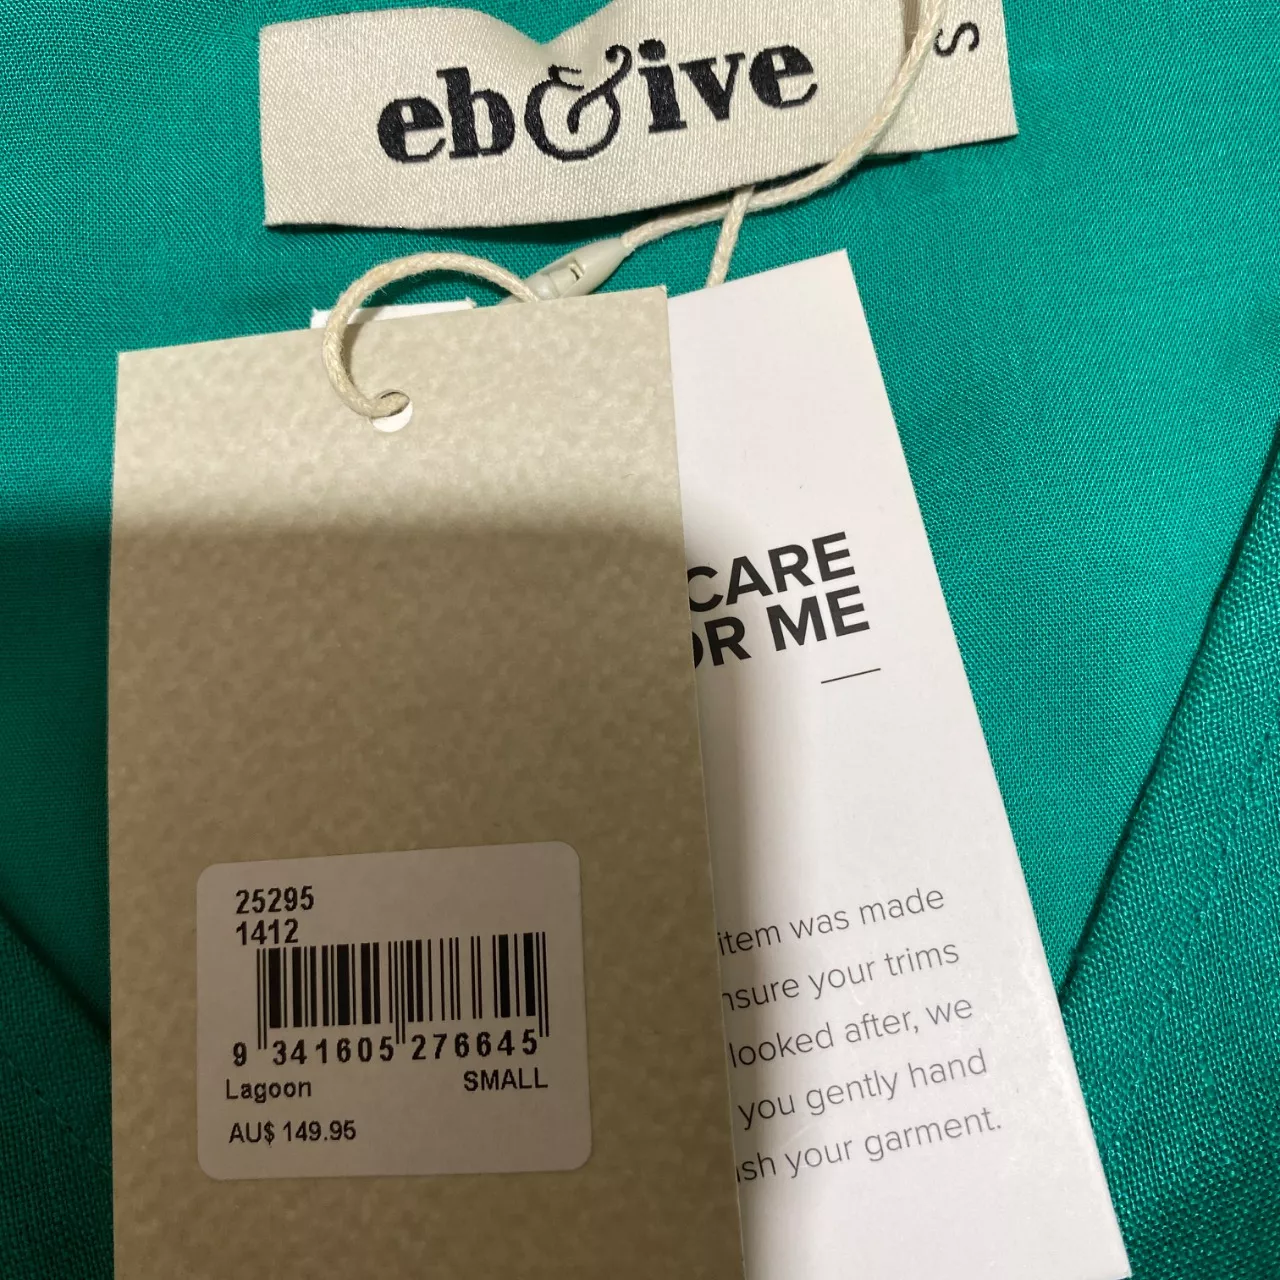 eb&ive
S
CARE
OR ME
25295
1412
9 341605 276645
Lagoon SMALL
AU$ 149.95
item was made
nsure your trims
looked after, we
you gently hand
sh your garment.